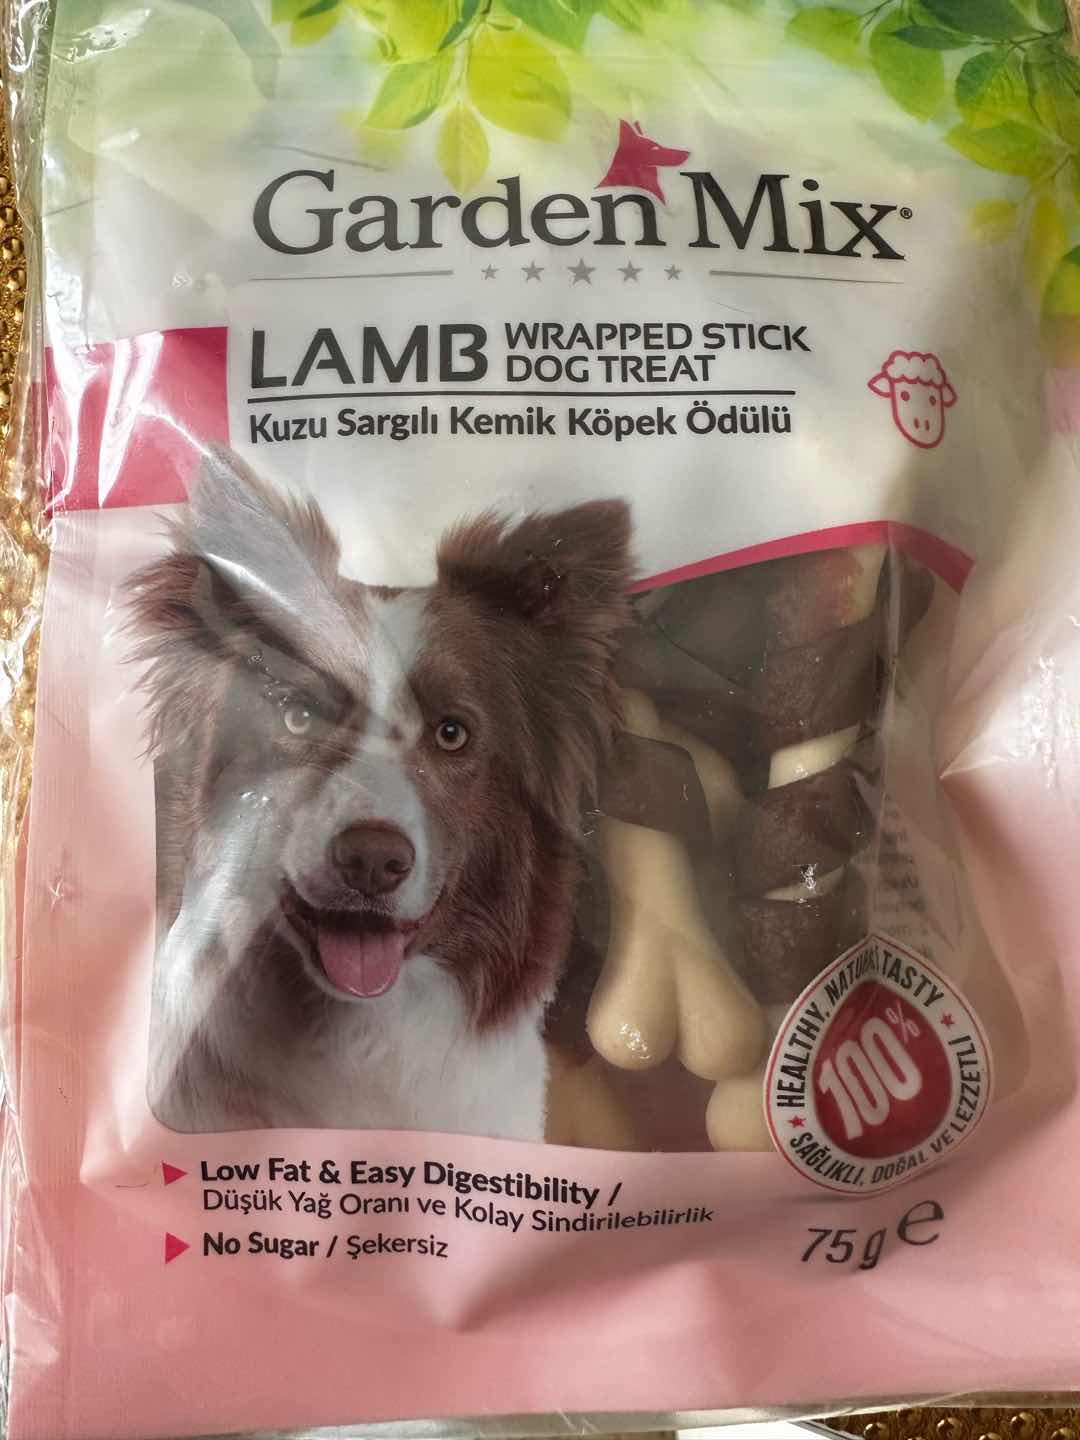 Garden Mix®
LAMB WRAPPED STICK
DOG TREAT
Kuzu Sargılı Kemik Köpek Ödülü
HEALTHY, NATURAL TASTY
100%
SAĞLIKLI, DOĞAL VE LEZZETLİ
Low Fat & Easy Digestibility /
Düşük Yağ Oranı ve Kolay Sindirilebilirlik
No Sugar / Şekersiz
75g e